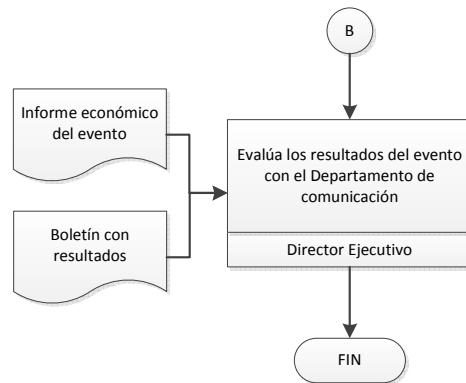 B
Informe económico
del evento
Evalúa los resultados del evento
con el Departamento de
comunicación
Boletín con
resultados
Director Ejecutivo
FIN